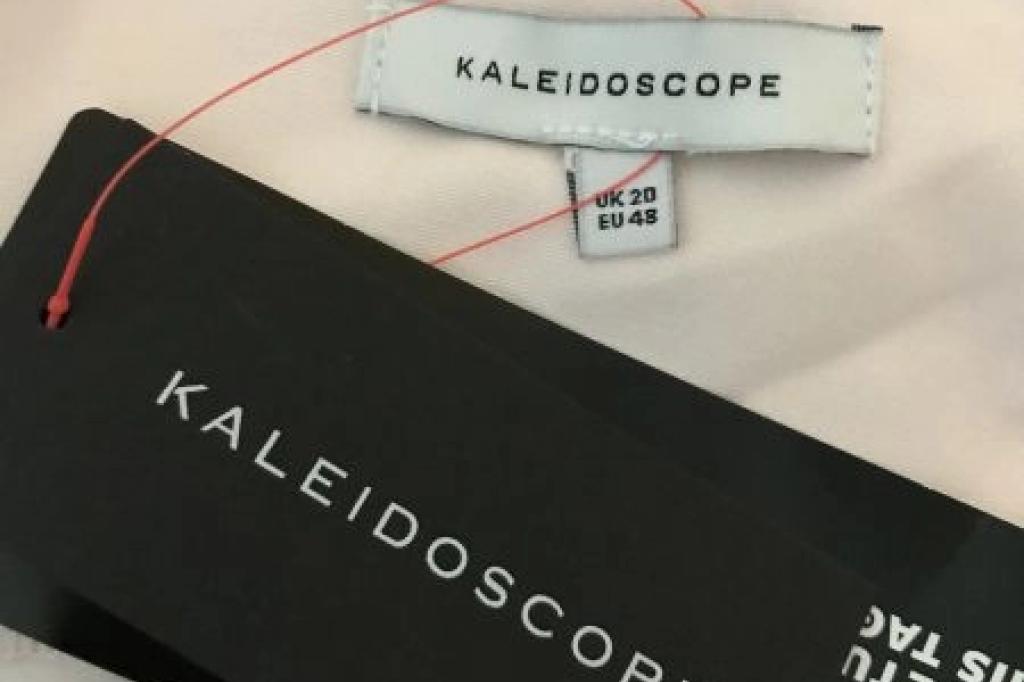 KALEIDOSCOPE
UK 20
EU 48
KALEIDOSCOPE